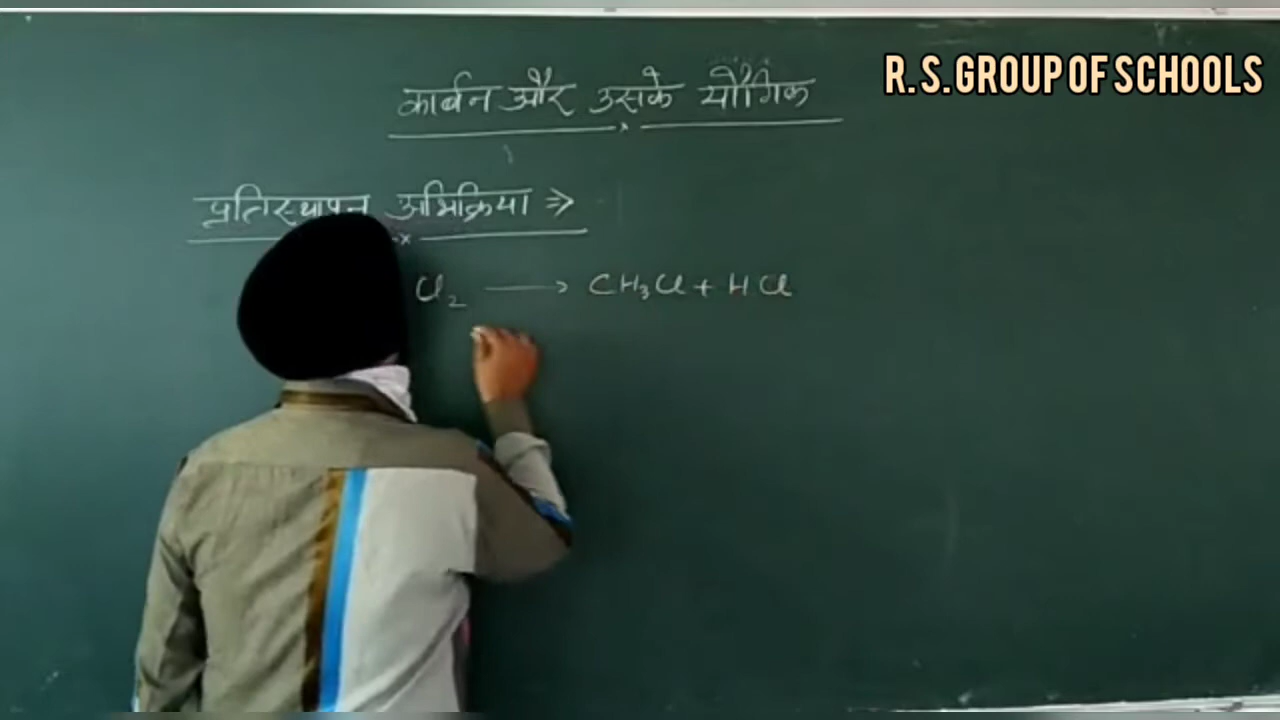 R.S. GROUP OF SCHOOLS
कार्बन और उसके यौगिक
प्रतिस्थापन अभिक्रिया ⇒
Cl₂ ⟶ CH₃Cl + HCl